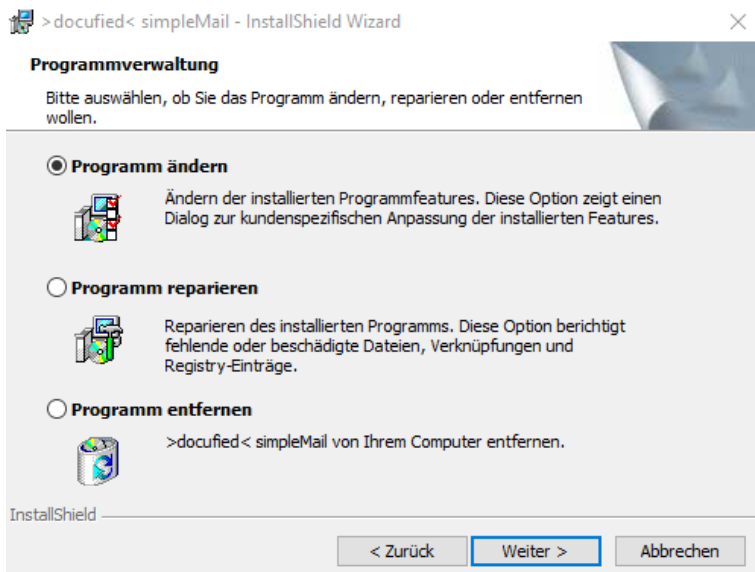 >docufied< simpleMail - InstallShield Wizard
Programmverwaltung
Bitte auswählen, ob Sie das Programm ändern, reparieren oder entfernen
wollen.
Programm ändern
Ändern der installierten Programmfeatures. Diese Option zeigt einen
Dialog zur kundenspezifischen Anpassung der installierten Features.
Programm reparieren
Reparieren des installierten Programms. Diese Option berichtigt
fehlende oder beschädigte Dateien, Verknüpfungen und
Registry-Einträge.
Programm entfernen
>docufied< simpleMail von Ihrem Computer entfernen.
InstallShield
< Zurück
Weiter >
Abbrechen